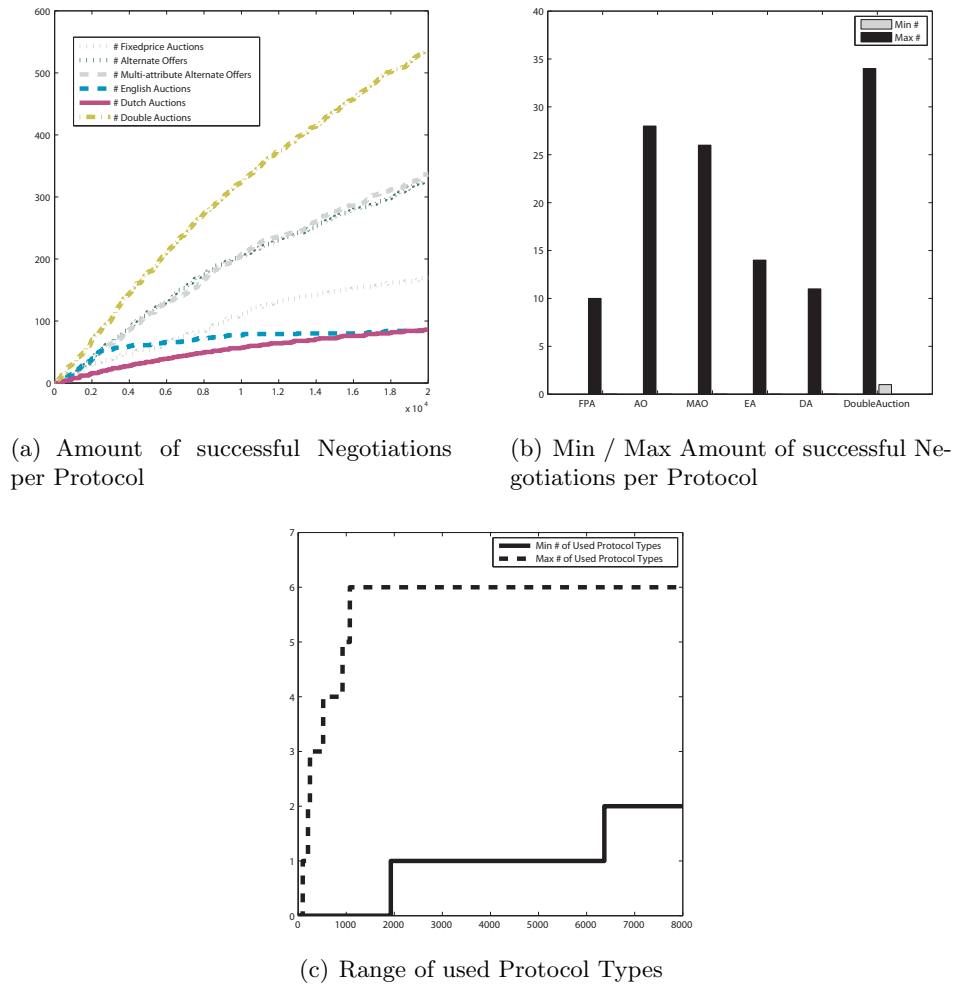 600
500
400
300
200
100
0
# Fixedprice Auctions
# Alternate Offers
# Multi-attribute Alternate Offers
# English Auctions
# Dutch Auctions
# Double Auctions
0 0.2 0.4 0.6 0.8 1 1.2 1.4 1.6 1.8 2
x 10^4
(a) Amount of successful Negotiations
per Protocol
40
35
30
25
20
15
10
5
0
Min #
Max #
FPA AO MAO EA DA DoubleAuction
(b) Min / Max Amount of successful Ne-
gotiations per Protocol
7
6
5
4
3
2
1
0
Min # of Used Protocol Types
Max # of Used Protocol Types
0 1000 2000 3000 4000 5000 6000 7000 8000
(c) Range of used Protocol Types